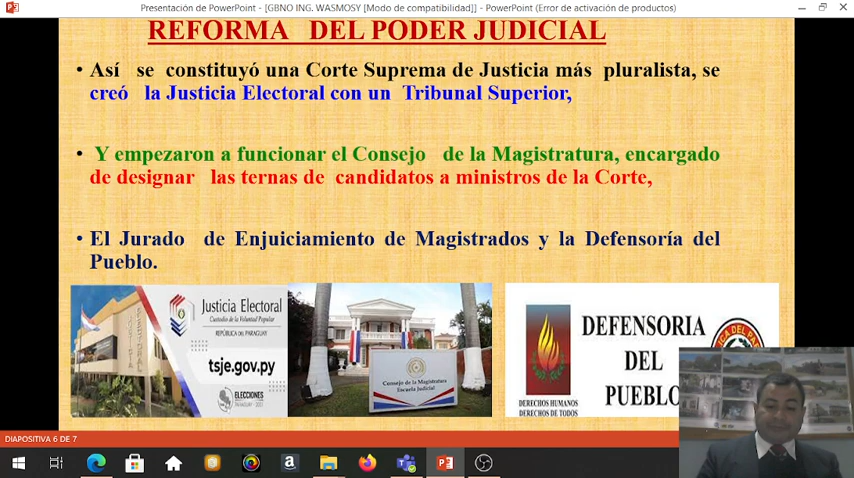 Presentación de PowerPoint - [GBNO ING. WASMOSY [Modo de compatibilidad]] - PowerPoint (Error de activación de productos)
REFORMA DEL PODER JUDICIAL
• Así se constituyó una Corte Suprema de Justicia más pluralista, se
creó la Justicia Electoral con un Tribunal Superior,
• Y empezaron a funcionar el Consejo de la Magistratura, encargado
de designar las ternas de candidatos a ministros de la Corte,
• El Jurado de Enjuiciamiento de Magistrados y la Defensoría del
Pueblo.
Justicia Electoral
Custodio de la Voluntad Popular
REPÚBLICA DEL PARAGUAY
tsje.gov.py
ELECCIONES
Consejo de la Magistratura
Escuela Judicial
DEFENSORIA
DEL
PUEBLO
DERECHOS HUMANOS
DERECHOS DE TODOS
DIAPOSITIVA 6 DE 7